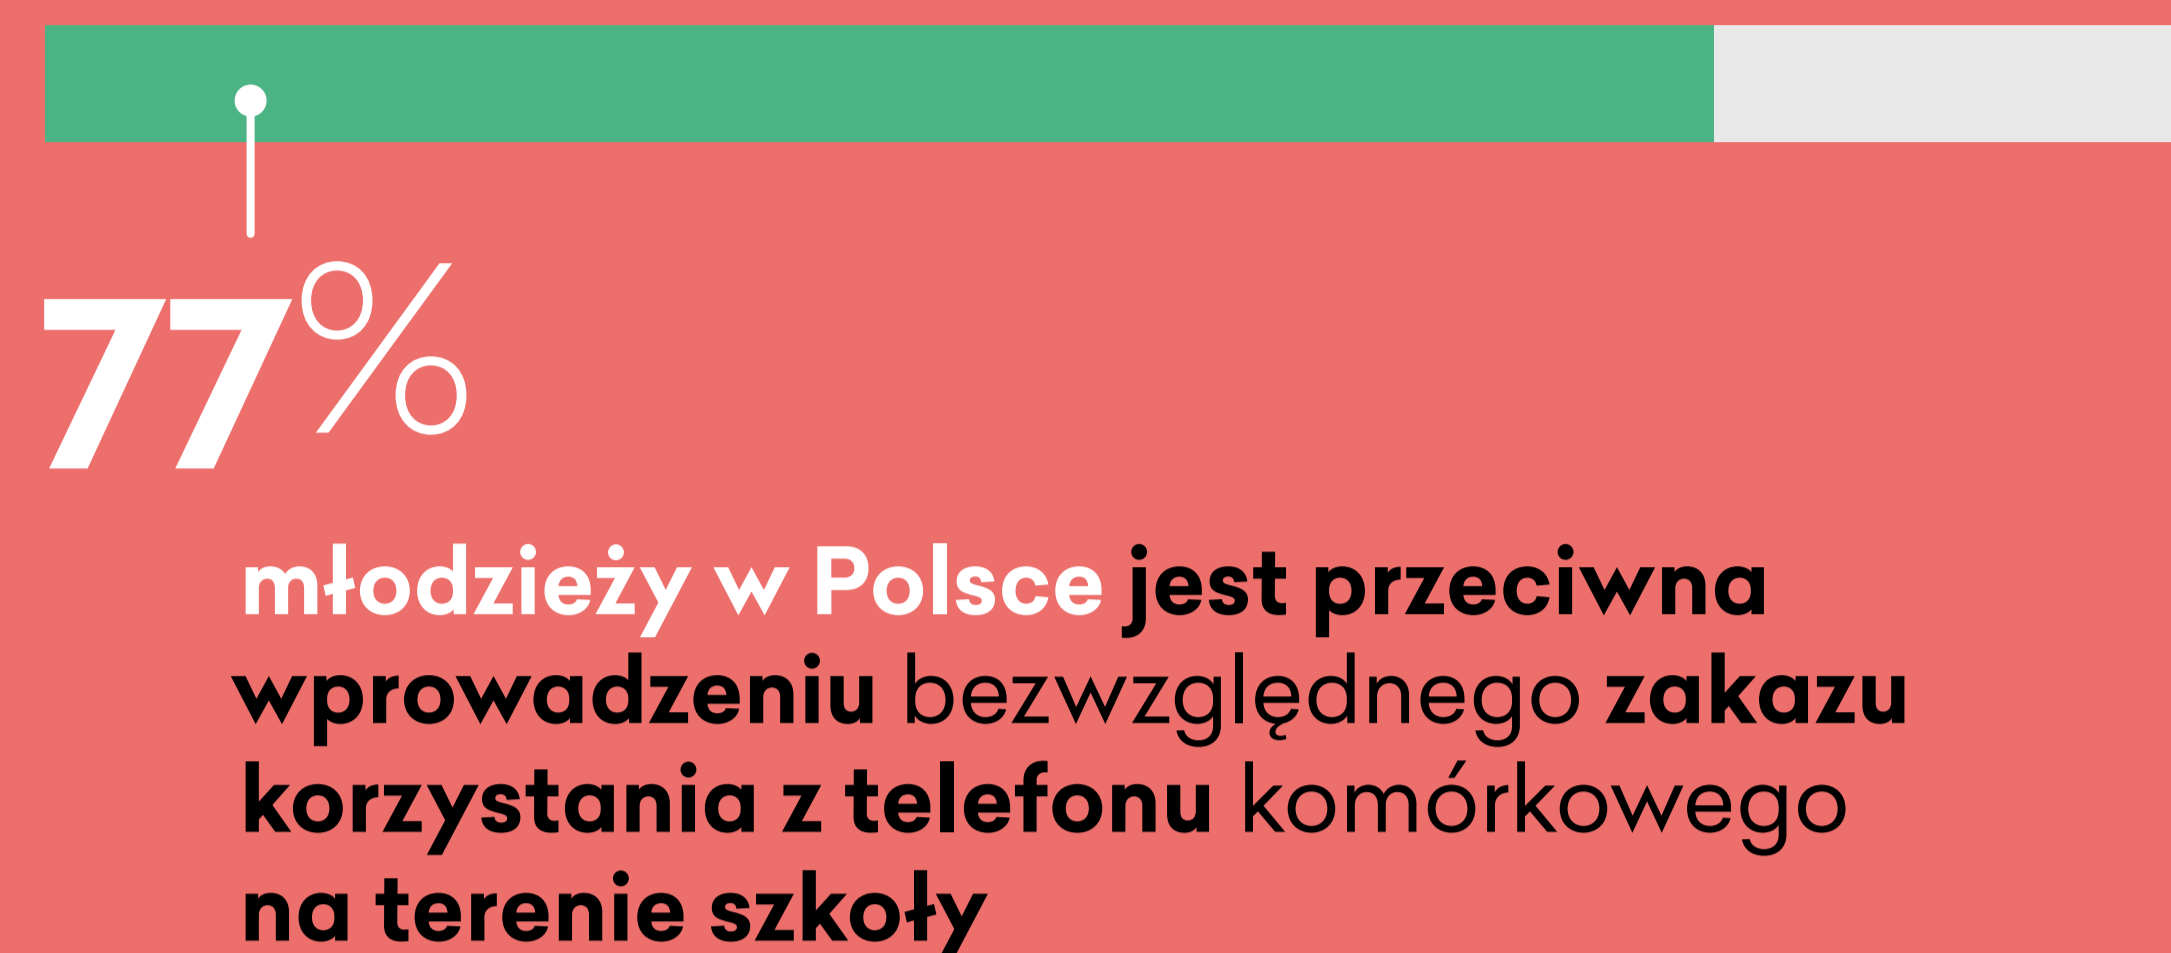 77%
młodzieży w Polsce jest przeciwna
wprowadzeniu bezwzględnego zakazu
korzystania z telefonu komórkowego
na terenie szkoły